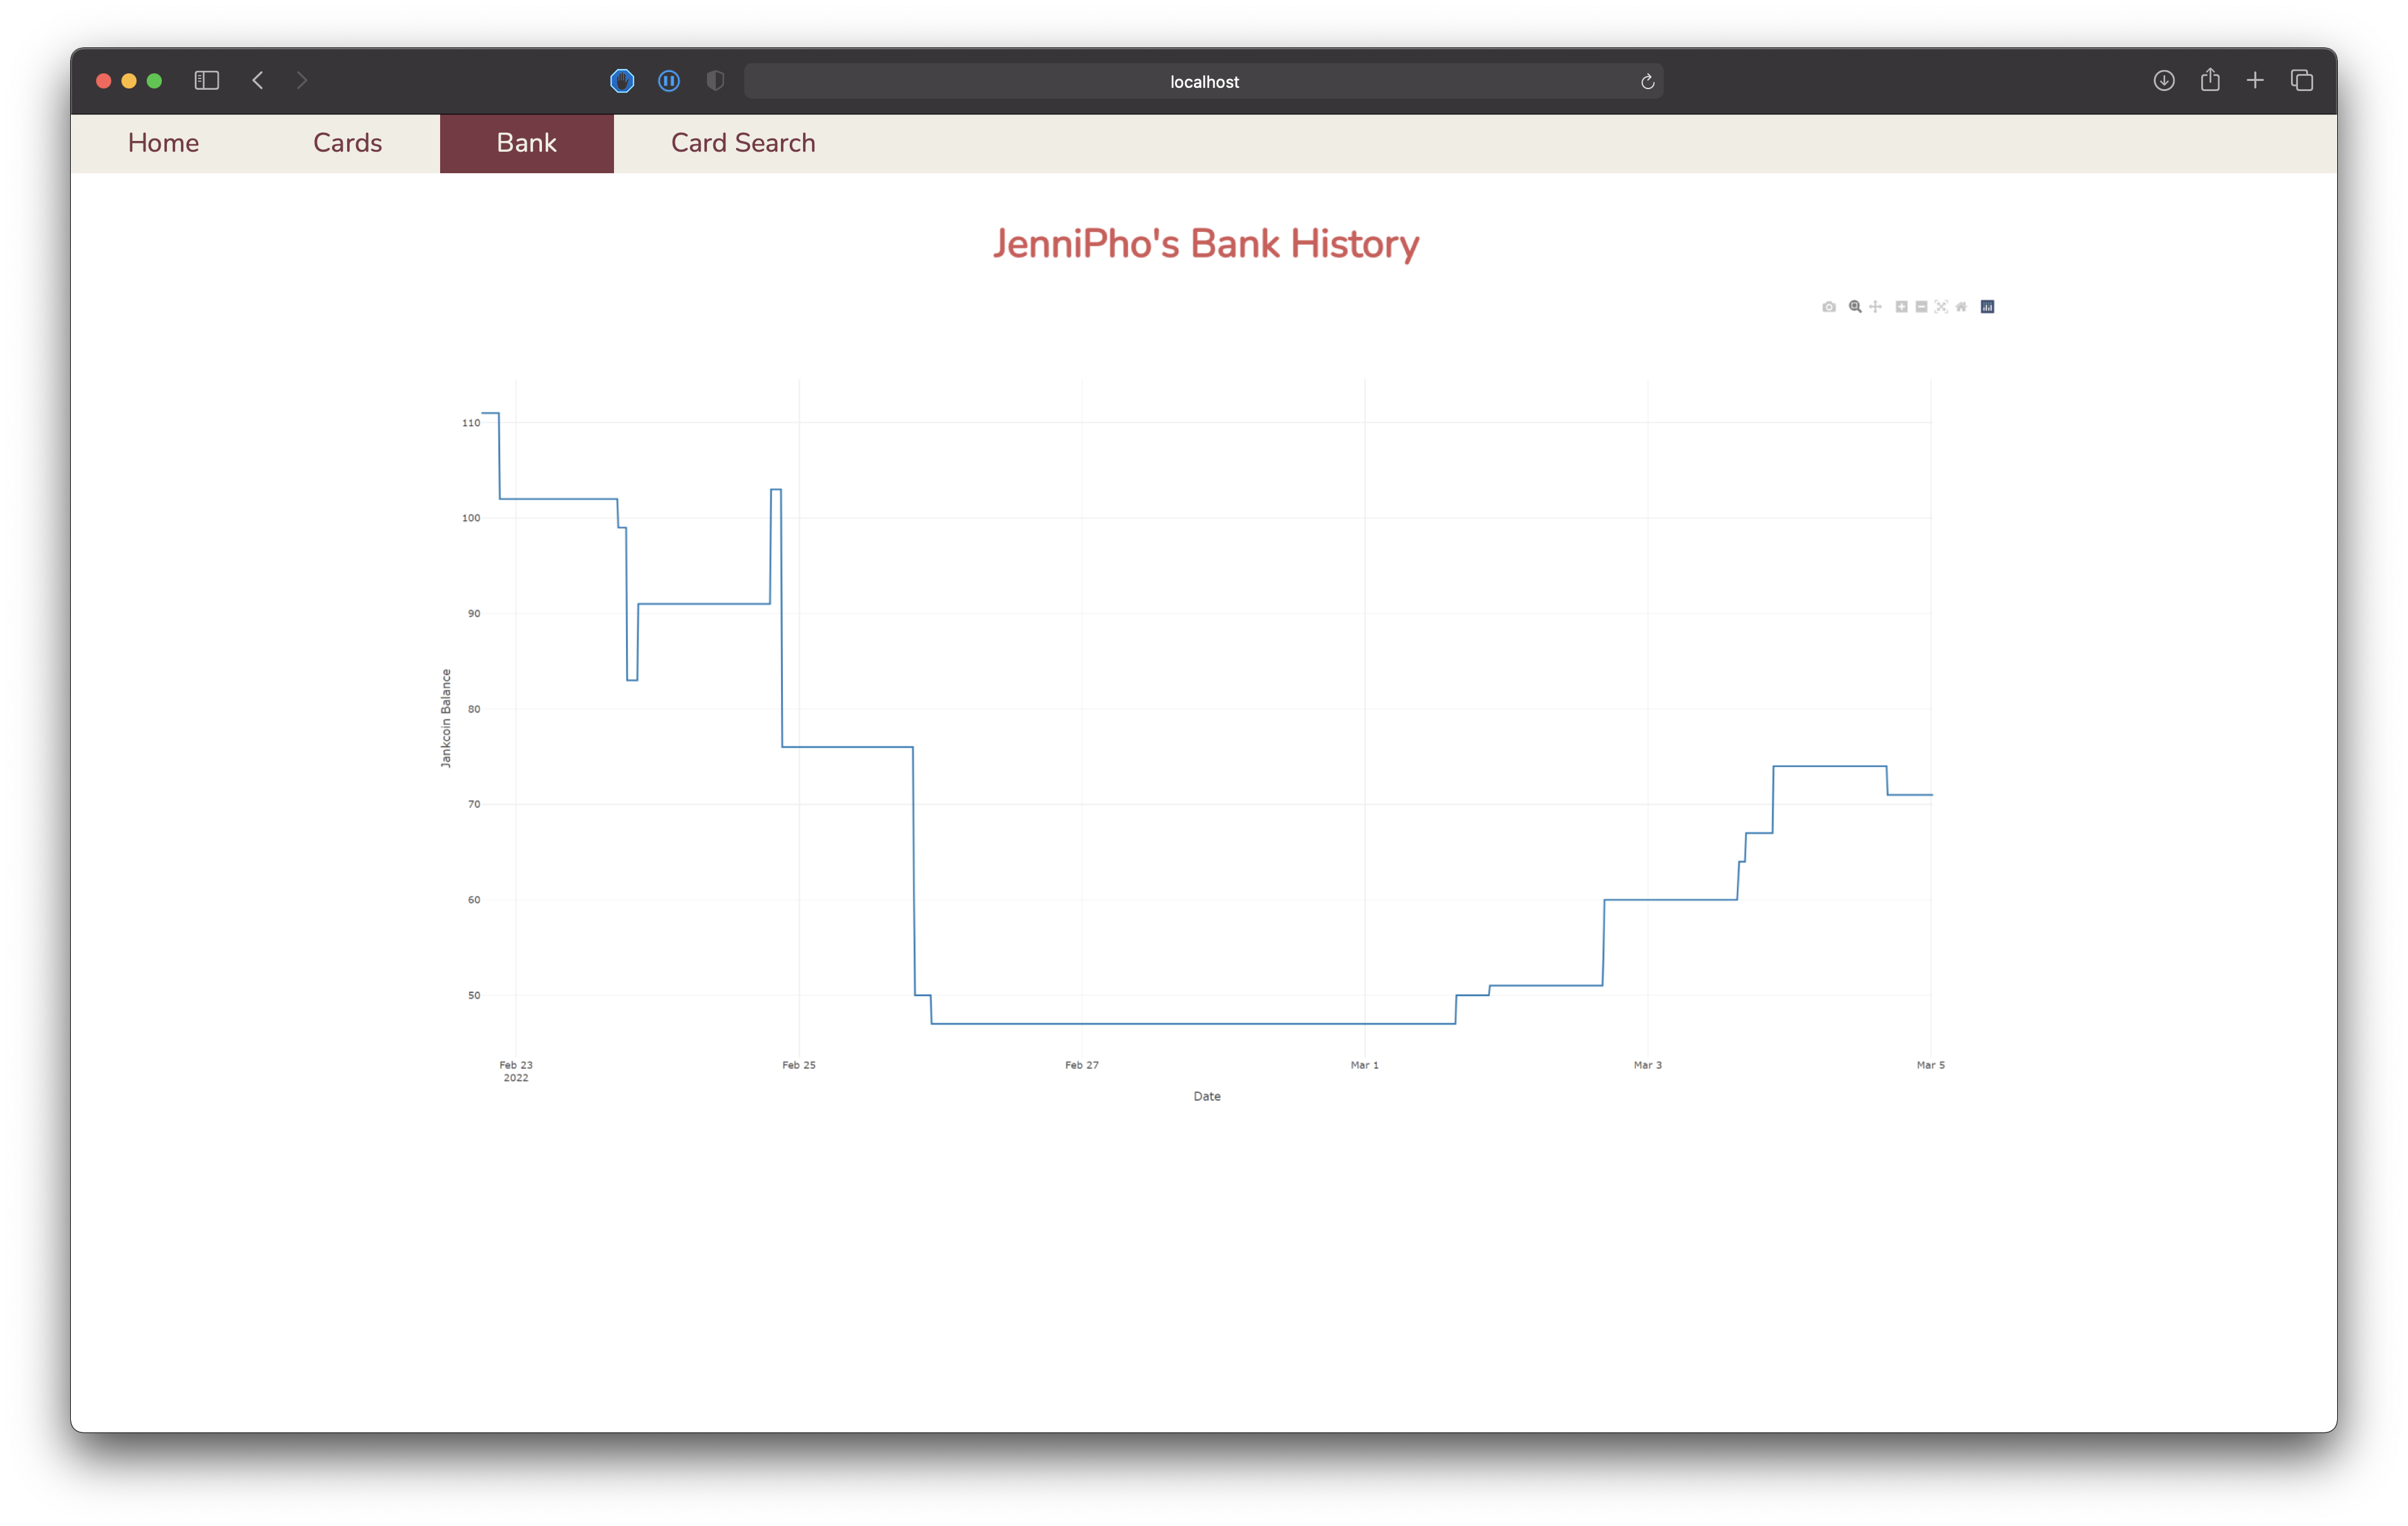 localhost
Home Cards Bank Card Search
JenniPho's Bank History
110
100
90
80
70
60
50
Jankcoin Balance
Feb 23 Feb 25 Feb 27 Mar 1 Mar 3 Mar 5
2022
Date